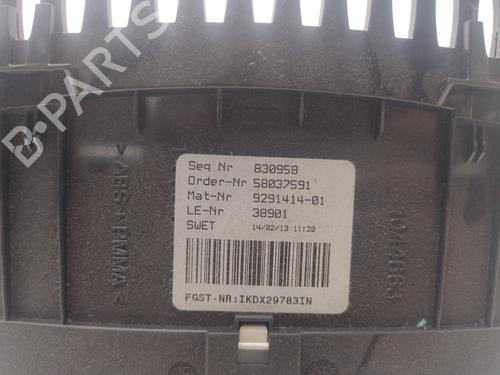 B-PARTS
Seq Nr 830958
Order-Nr 58037591
Mat-Nr 9291414-01
LE-Nr 38901
SWET 14/02/13 11:20
FGST-NR:IKDX29783IN
>ABS+PMMA<